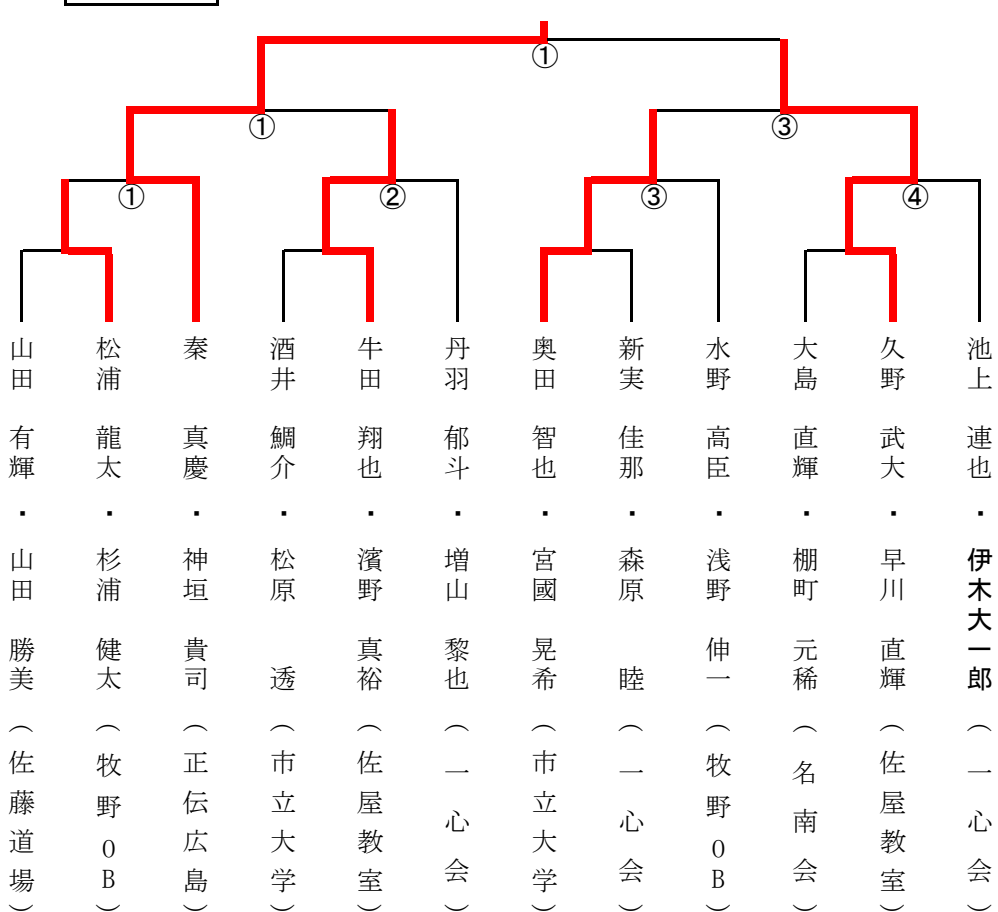 ①
①
③
①
②
③
④
山田 有輝 ・ 山田 勝美 （佐藤道場）
松浦 龍太 ・ 杉浦 健太 （牧野OB）
秦 真慶 ・ 神垣 貴司 （正伝広島）
酒井 鯛介 ・ 松原 透 （市立大学）
牛田 翔也 ・ 濱野 真裕 （佐屋教室）
丹羽 郁斗 ・ 増山 黎也 （一心会）
奥田 智也 ・ 宮國 晃希 （市立大学）
新実 佳那 ・ 森原 睦 （一心会）
水野 高臣 ・ 浅野 伸一 （牧野OB）
大島 直輝 ・ 棚町 元稀 （名南会）
久野 武大 ・ 早川 直輝 （佐屋教室）
池上 連也 ・ 伊木大一郎 （一心会）